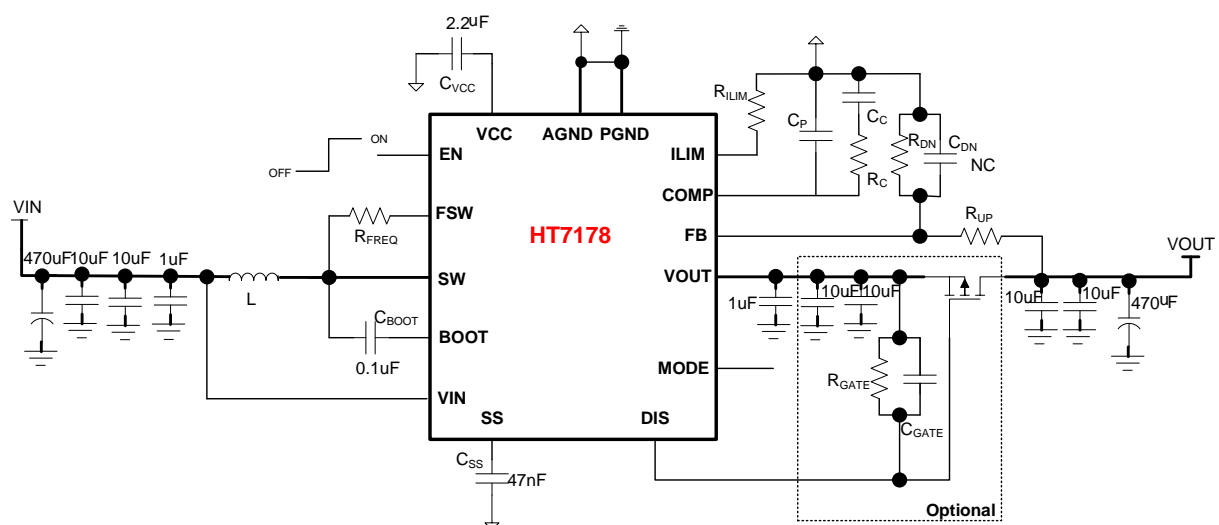 2.2uF
CVCC
VCC
AGND
PGND
RILIM
CP
CC
RC
RDN
CDN
NC
ON
OFF
EN
ILIM
COMP
VIN
FSW
RFREQ
HT7178
FB
RUP
VOUT
470uF
10uF
10uF
1uF
L
SW
VOUT
1uF
10uF
10uF
10uF
10uF
470uF
CBOOT
BOOT
0.1uF
MODE
RGATE
CGATE
VIN
SS
DIS
CSS
47nF
Optional